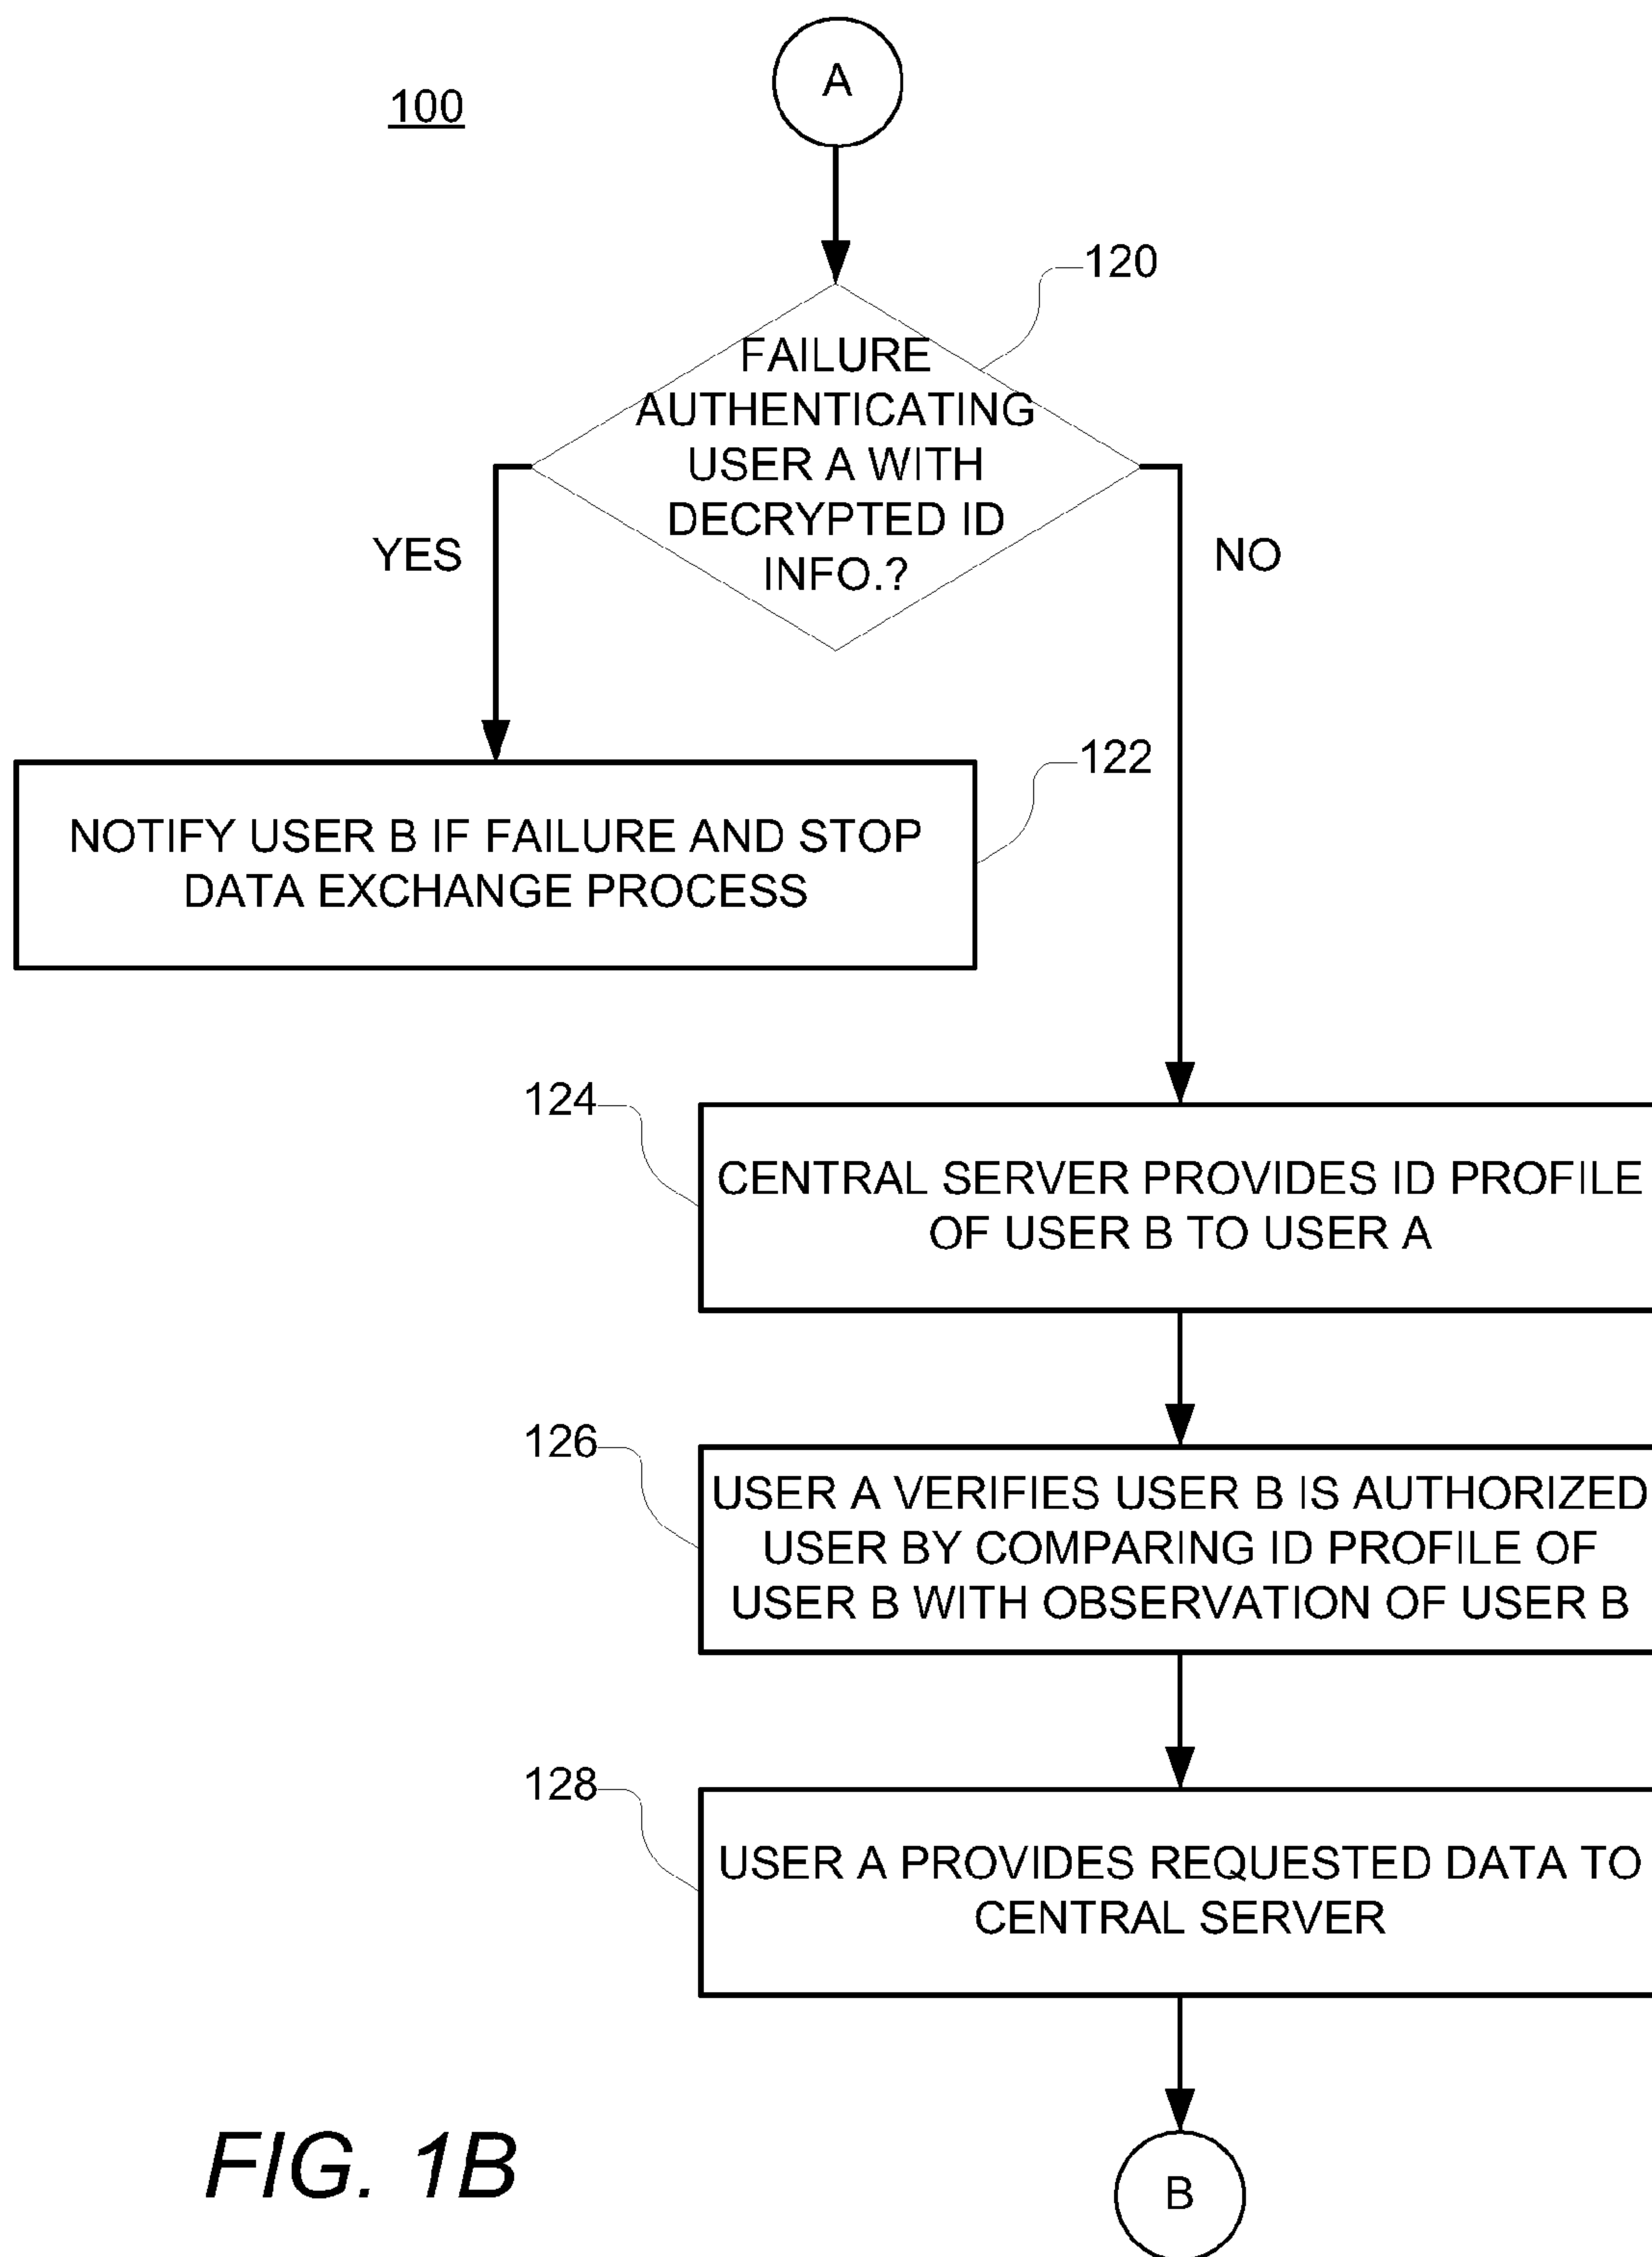 A
100
120
FAILURE
AUTHENTICATING
USER A WITH
DECRYPTED ID
INFO.?
YES
NO
122
NOTIFY USER B IF FAILURE AND STOP
DATA EXCHANGE PROCESS
124
CENTRAL SERVER PROVIDES ID PROFILE
OF USER B TO USER A
126
USER A VERIFIES USER B IS AUTHORIZED
USER BY COMPARING ID PROFILE OF
USER B WITH OBSERVATION OF USER B
128
USER A PROVIDES REQUESTED DATA TO
CENTRAL SERVER
FIG. 1B
B